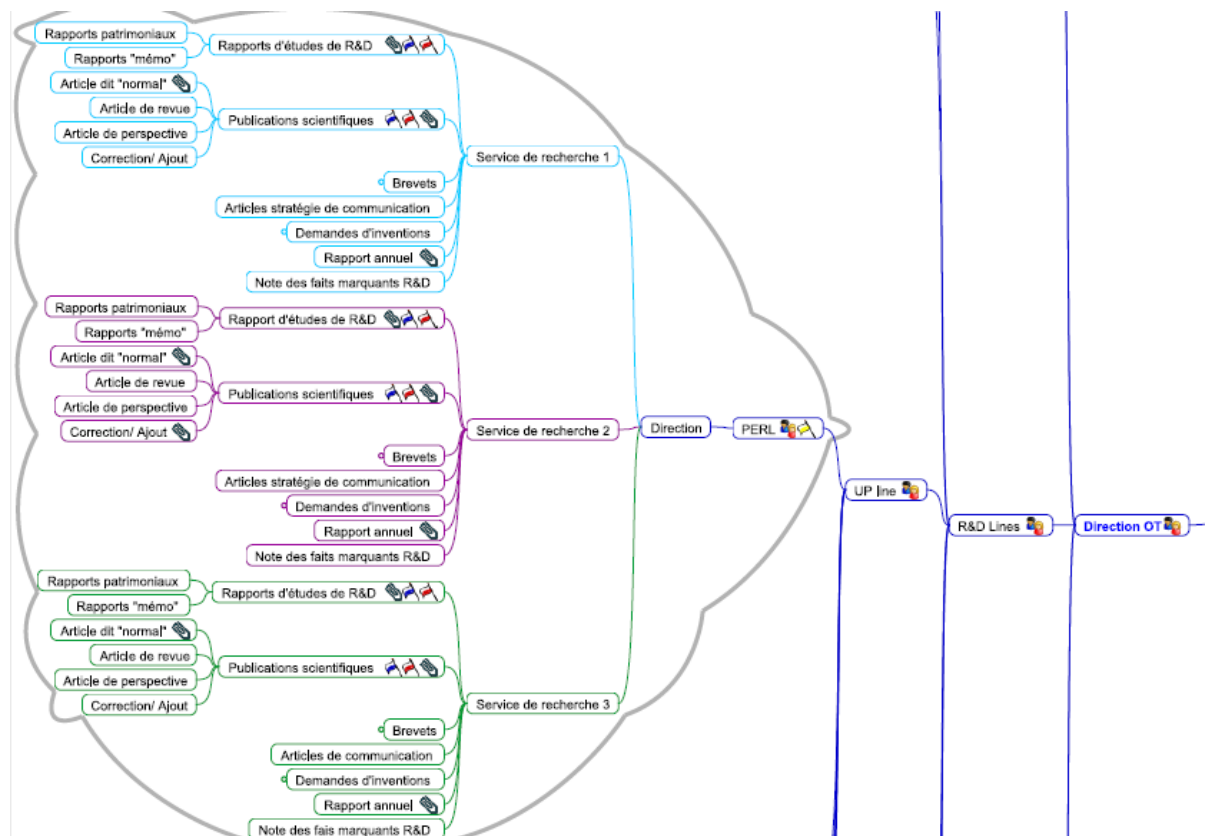 Rapports patrimoniaux
Rapports "mémo"
Rapports d'études de R&D
Article dit "normal"
Article de revue
Article de perspective
Correction/ Ajout
Publications scientifiques
Service de recherche 1
Brevets
Articles stratégie de communication
Demandes d'inventions
Rapport annuel
Note des faits marquants R&D
Rapports patrimoniaux
Rapports "mémo"
Rapport d'études de R&D
Article dit "normal"
Article de revue
Article de perspective
Correction/ Ajout
Publications scientifiques
Service de recherche 2
Brevets
Articles stratégie de communication
Demandes d'inventions
Rapport annuel
Note des faits marquants R&D
Rapports patrimoniaux
Rapports "mémo"
Rapports d'études de R&D
Article dit "normal"
Article de revue
Article de perspective
Correction/ Ajout
Publications scientifiques
Service de recherche 3
Brevets
Articles de communication
Demandes d'inventions
Rapport annuel
Note des fais marquants R&D
Direction
PERL
UP line
R&D Lines
Direction OT